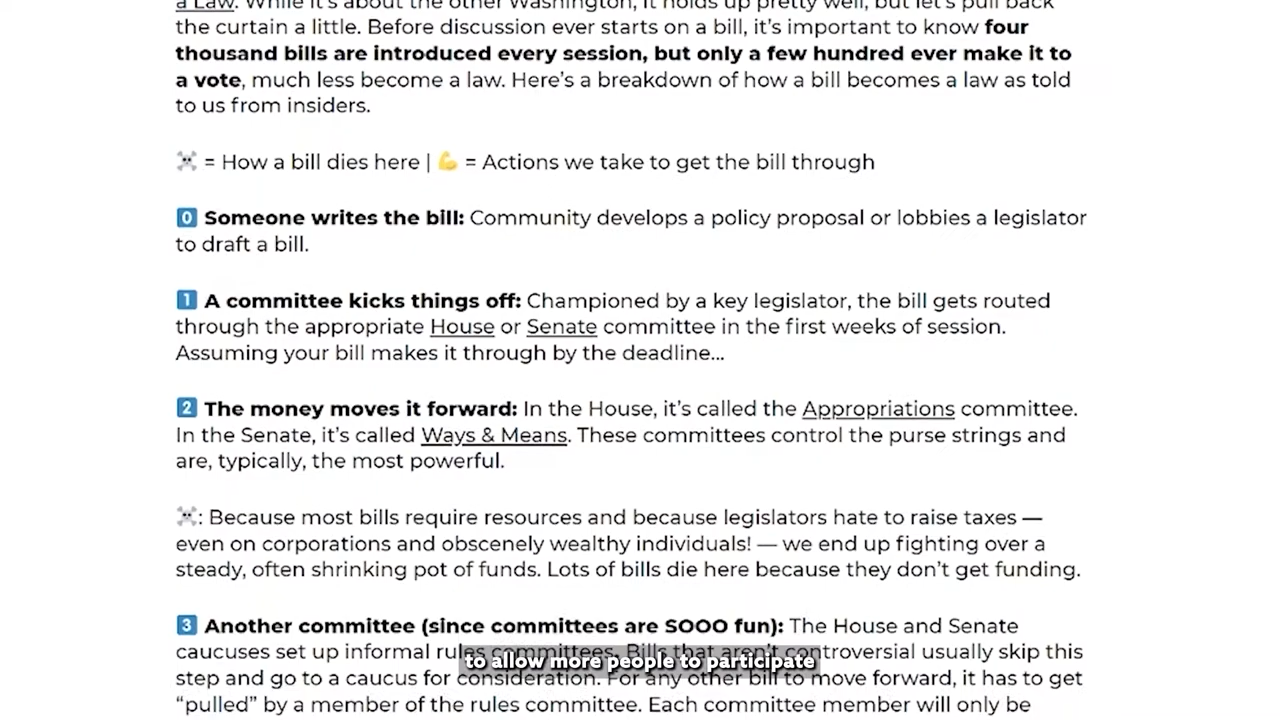 a Law. While it's about the other Washington, it holds up pretty well, but let's pull back
the curtain a little. Before discussion ever starts on a bill, it's important to know four
thousand bills are introduced every session, but only a few hundred ever make it to
a vote, much less become a law. Here's a breakdown of how a bill becomes a law as told
to us from insiders.
☠️ = How a bill dies here | 💪 = Actions we take to get the bill through
0️⃣ Someone writes the bill: Community develops a policy proposal or lobbies a legislator
to draft a bill.
1️⃣ A committee kicks things off: Championed by a key legislator, the bill gets routed
through the appropriate House or Senate committee in the first weeks of session.
Assuming your bill makes it through by the deadline...
2️⃣ The money moves it forward: In the House, it's called the Appropriations committee.
In the Senate, it's called Ways & Means. These committees control the purse strings and
are, typically, the most powerful.
☠️: Because most bills require resources and because legislators hate to raise taxes —
even on corporations and obscenely wealthy individuals! — we end up fighting over a
steady, often shrinking pot of funds. Lots of bills die here because they don't get funding.
3️⃣ Another committee (since committees are SOOO fun): The House and Senate
caucuses set up informal rules committees. Bills that aren't controversial usually skip this
to allow more people to participate
step and go to a caucus for consideration. For any other bill to move forward, it has to get
"pulled" by a member of the rules committee. Each committee member will only be